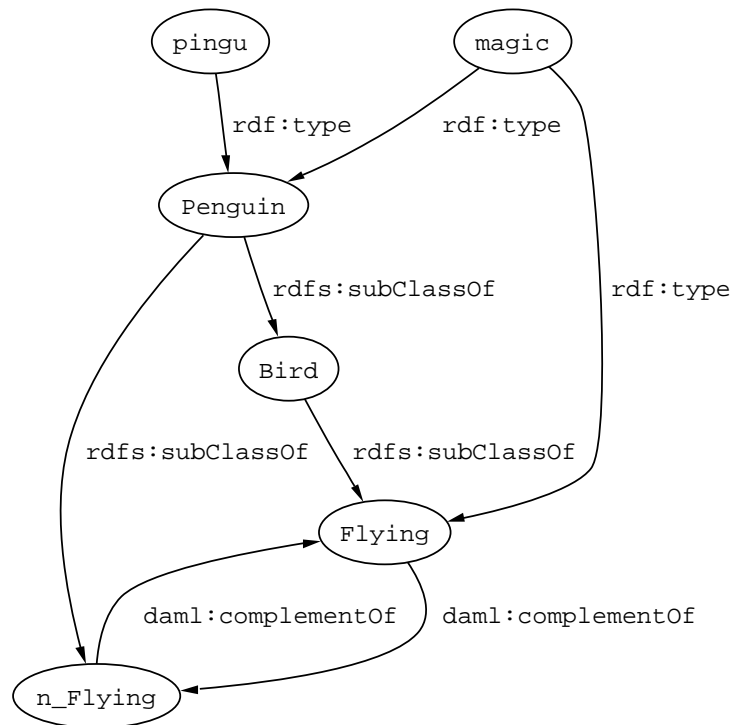 pingu
magic
rdf:type
rdf:type
Penguin
rdfs:subClassOf
rdf:type
Bird
rdfs:subClassOf
rdfs:subClassOf
Flying
daml:complementOf
daml:complementOf
n_Flying